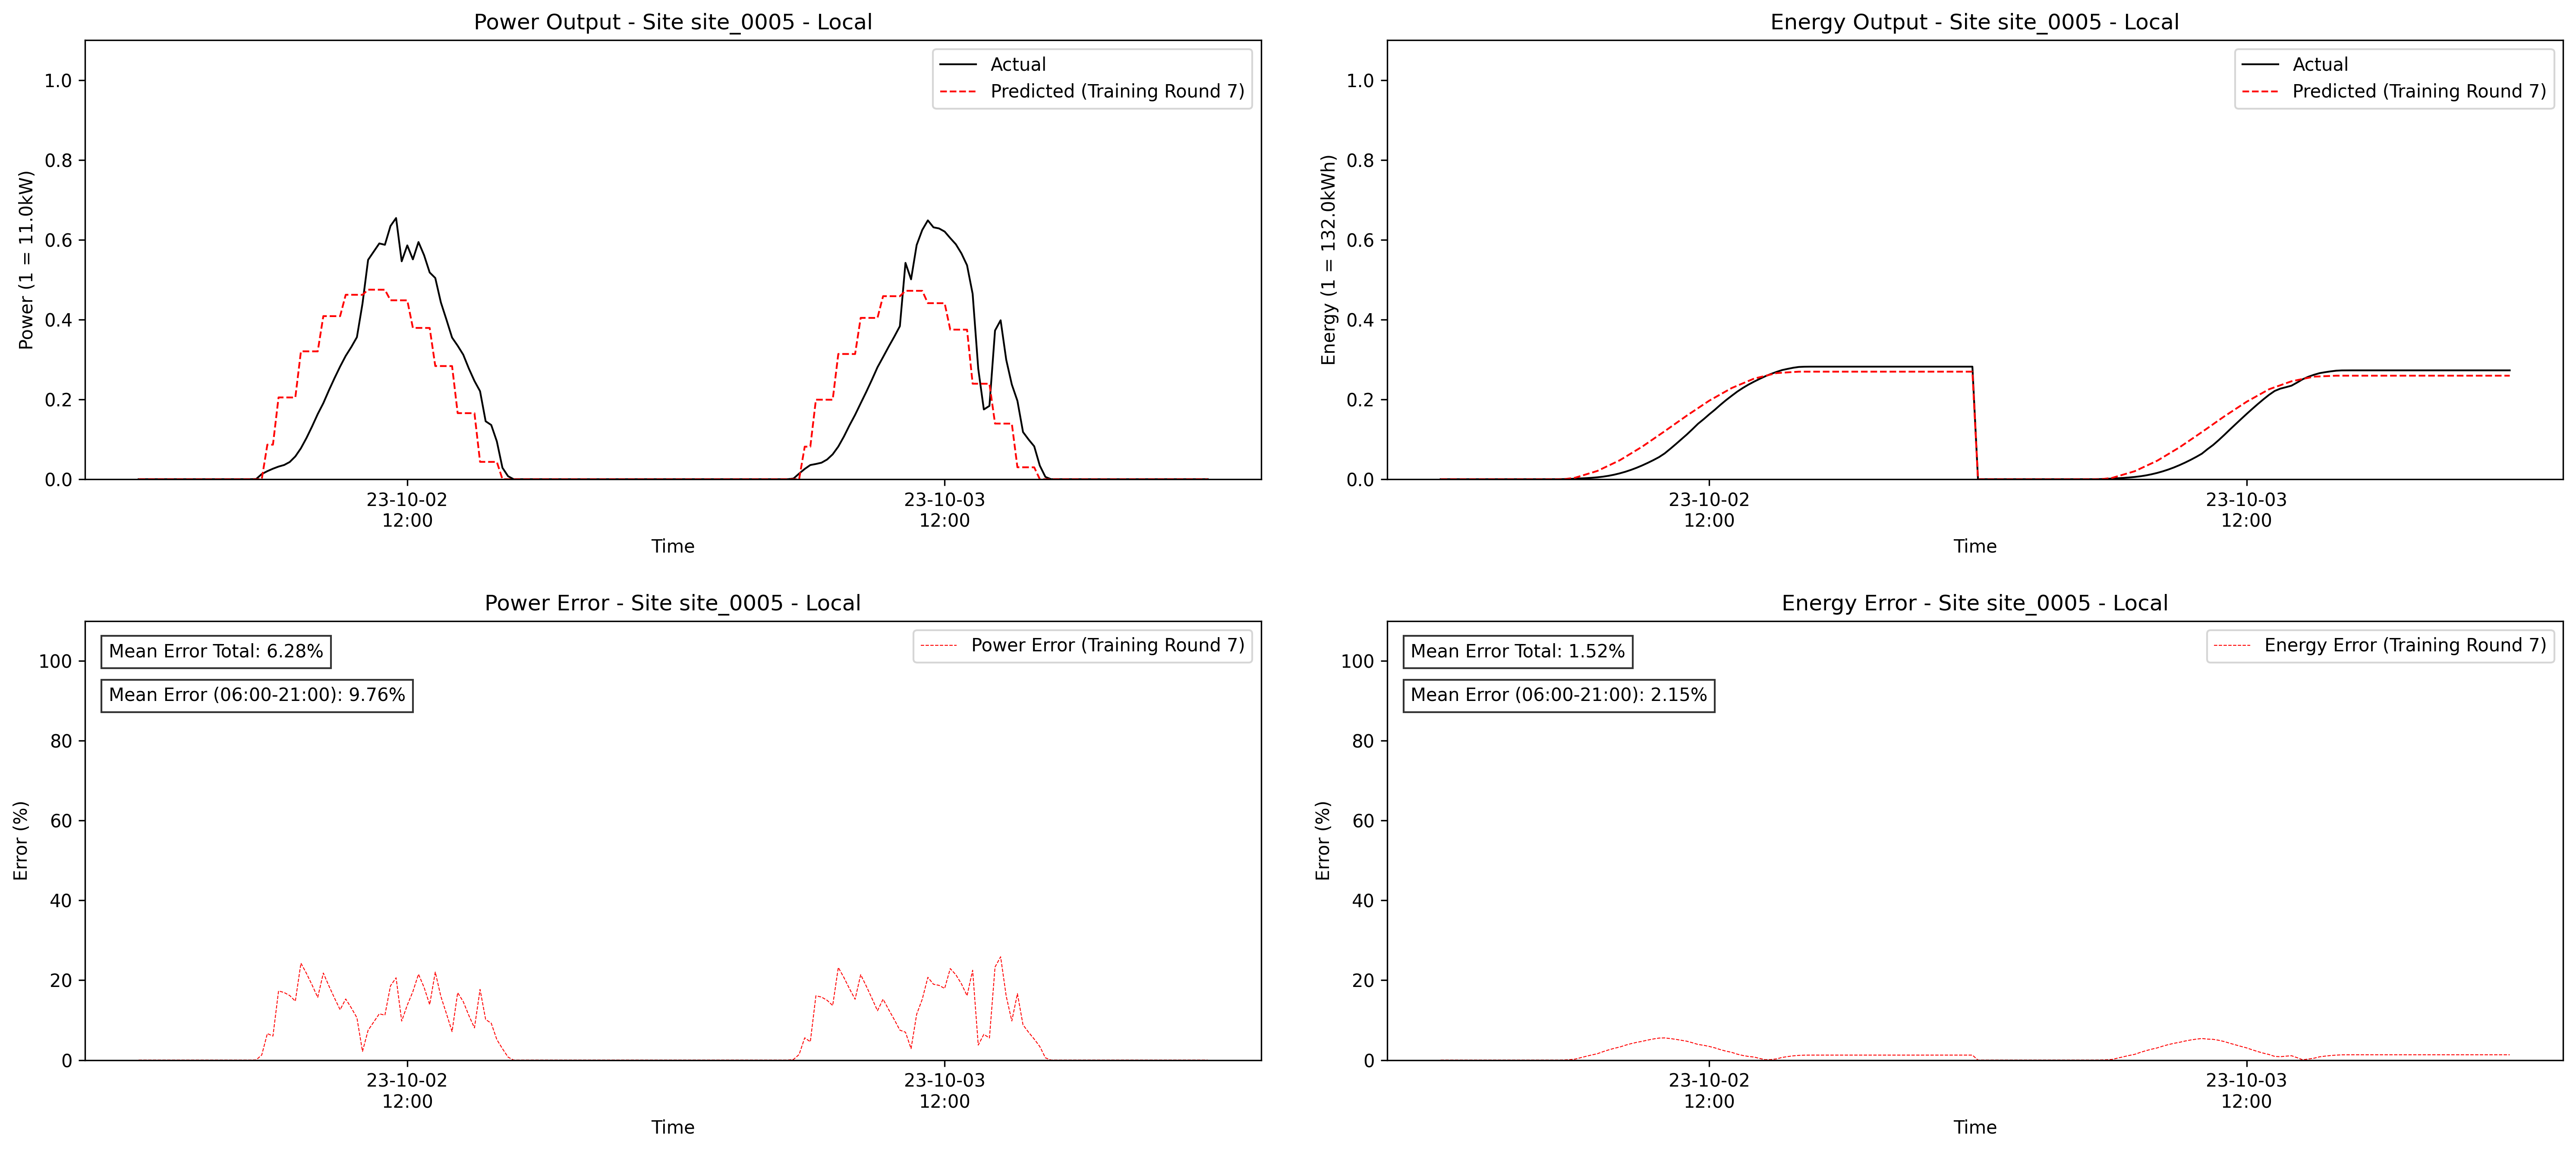 Power Output - Site site_0005 - Local
Power (1 = 11.0kW)
1.0
0.8
0.6
0.4
0.2
0.0
Actual
Predicted (Training Round 7)
23-10-02
12:00
23-10-03
12:00
Time
Energy Output - Site site_0005 - Local
Energy (1 = 132.0kWh)
1.0
0.8
0.6
0.4
0.2
0.0
Actual
Predicted (Training Round 7)
23-10-02
12:00
23-10-03
12:00
Time
Power Error - Site site_0005 - Local
Error (%)
100
80
60
40
20
0
Mean Error Total: 6.28%
Mean Error (06:00-21:00): 9.76%
Power Error (Training Round 7)
23-10-02
12:00
23-10-03
12:00
Time
Energy Error - Site site_0005 - Local
Error (%)
100
80
60
40
20
0
Mean Error Total: 1.52%
Mean Error (06:00-21:00): 2.15%
Energy Error (Training Round 7)
23-10-02
12:00
23-10-03
12:00
Time